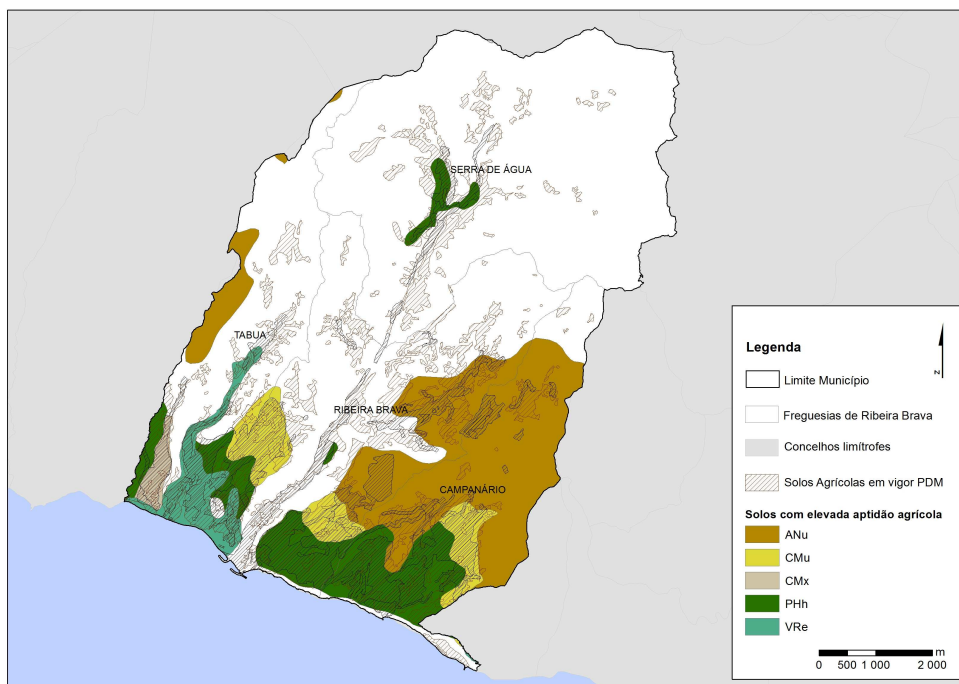 SERRA DE ÁGUA
TABUA
RIBEIRA BRAVA
CAMPANÁRIO
Legenda
N
Limite Município
Freguesias de Ribeira Brava
Concelhos limítrofes
Solos Agrícolas em vigor PDM
Solos com elevada aptidão agrícola
ANu
CMu
CMx
PHh
VRe
m
0 500 1 000 2 000